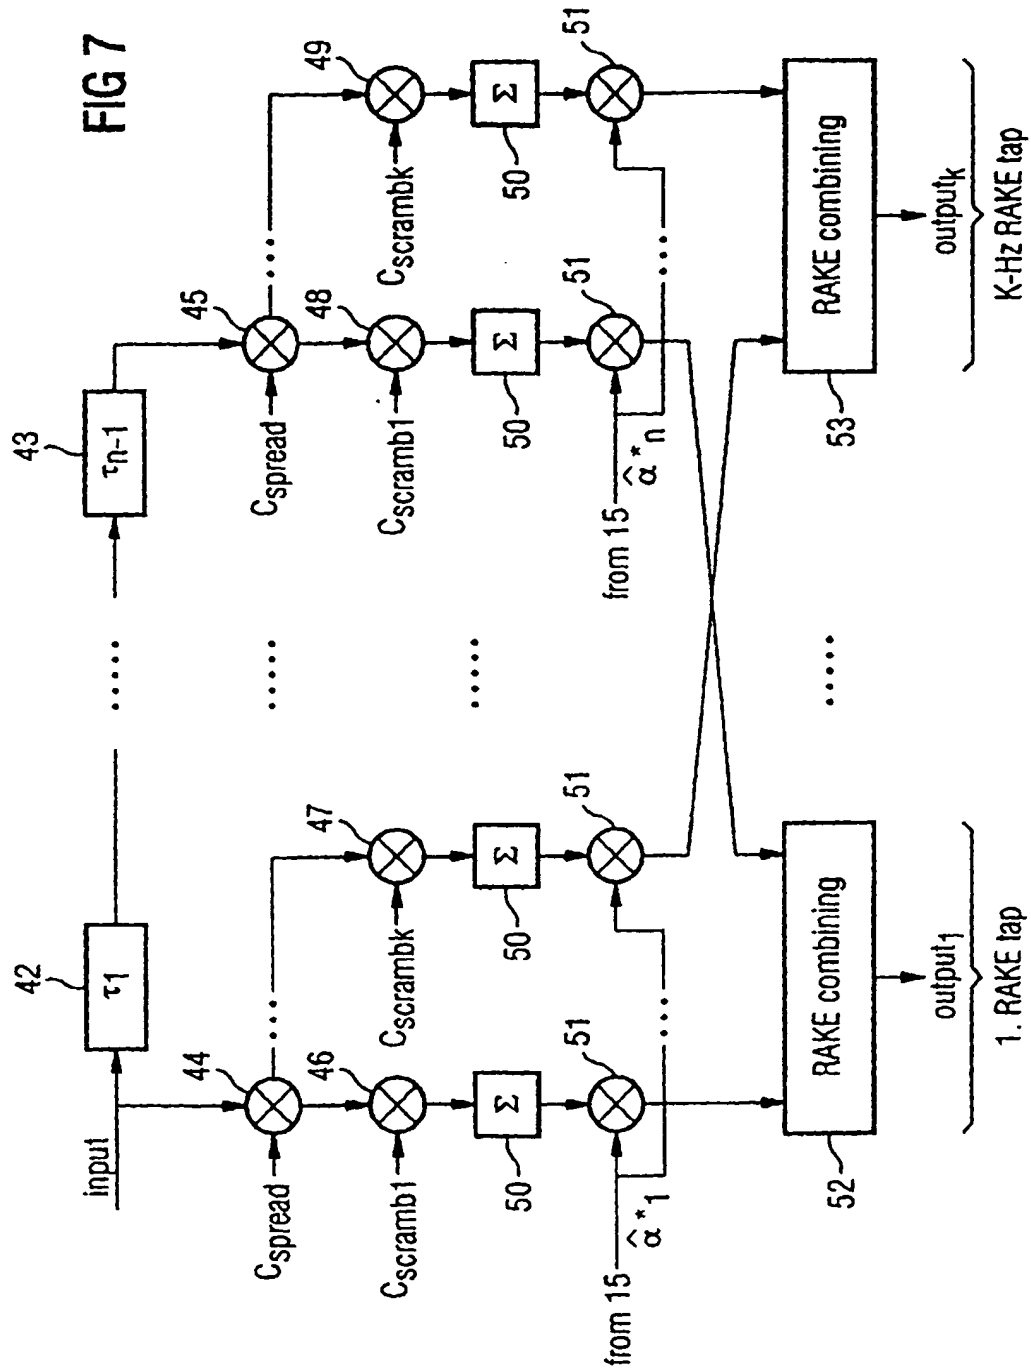 FIG 7
input
42
τ1
.....
43
τn-1
44
Cspread
....
45
Cspread
....
.....
46
Cscramb1
47
Cscrambk
48
Cscramb1
49
Cscrambk
Σ
50
Σ
50
.....
Σ
50
Σ
50
from 15
α̂*1
51
....
51
from 15
α̂*n
51
....
51
RAKE combining
52
.....
RAKE combining
53
output1
1. RAKE tap
outputk
K-Hz RAKE tap